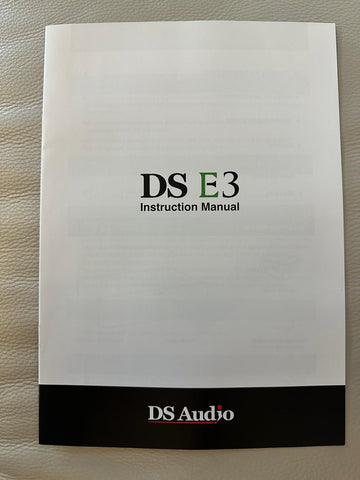 DS E3
Instruction Manual
DS Audio